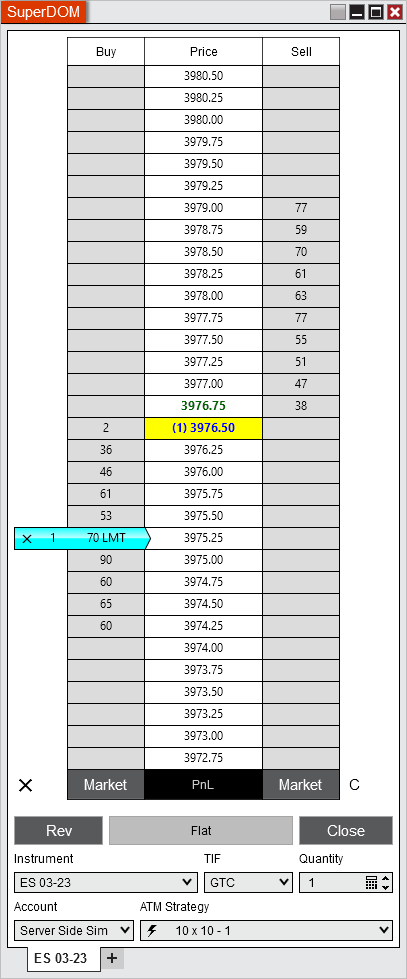 SuperDOM
Buy Price Sell
3980.50
3980.25
3980.00
3979.75
3979.50
3979.25
3979.00 77
3978.75 59
3978.50 70
3978.25 61
3978.00 63
3977.75 77
3977.50 55
3977.25 51
3977.00 47
3976.75 38
2 (1) 3976.50
36 3976.25
46 3976.00
61 3975.75
53 3975.50
1 70 LMT 3975.25
90 3975.00
60 3974.75
65 3974.50
60 3974.25
3974.00
3973.75
3973.50
3973.25
3973.00
3972.75
Market PnL Market C
Rev Flat Close
Instrument TIF Quantity
ES 03-23 GTC 1
Account ATM Strategy
Server Side Sim 10 x 10 - 1
ES 03-23 +